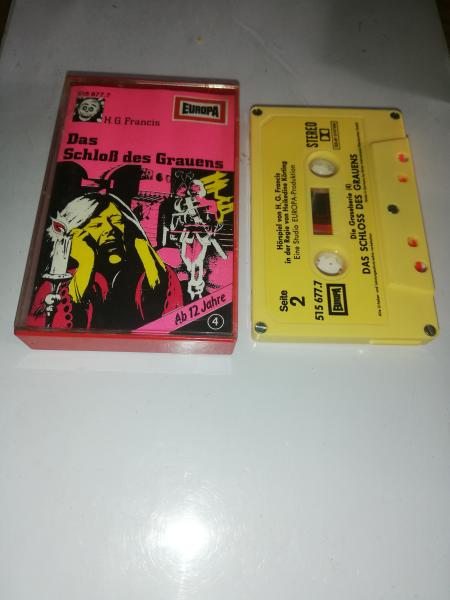 515 677.7
EUROPA
H. G. Francis
Das
Schloß des Grauens
Ab 12 Jahre
4
STEREO
Hörspiel von H. G. Francis
in der Regie von Heikedine Körting
Eine Studio EUROPA-Produktion
Seite
2
515 677.7
EUROPA
Die Gruselserie (4)
DAS SCHLOSS DES GRAUENS